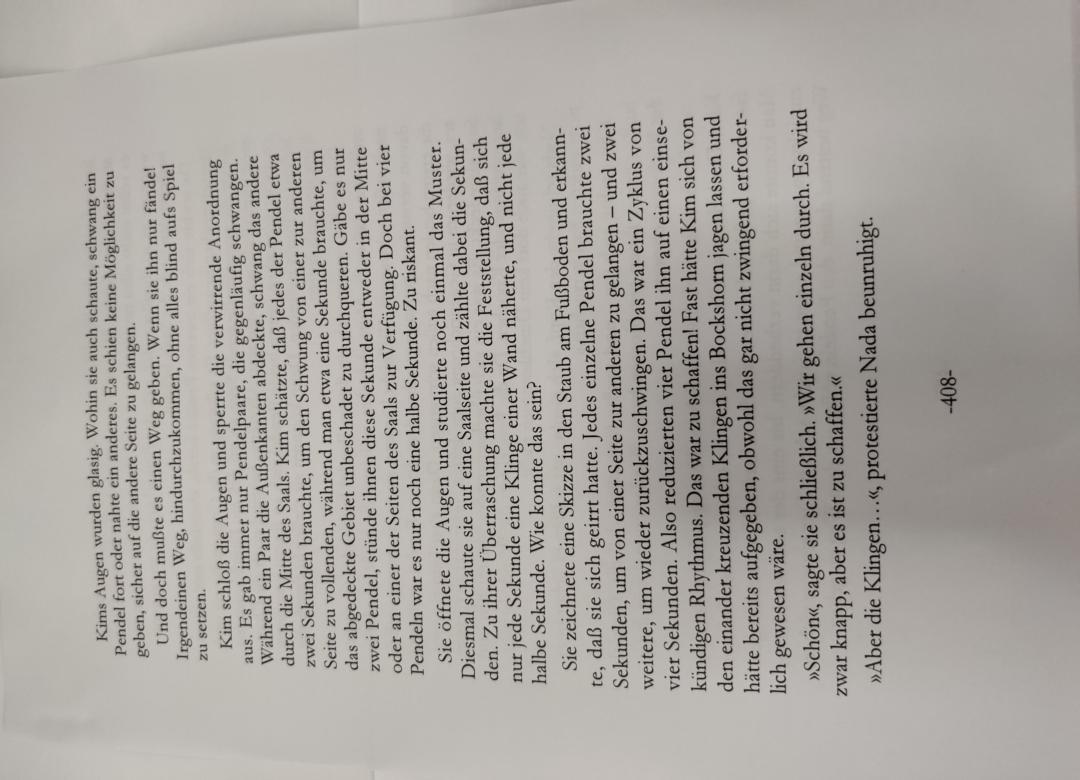 Kims Augen wurden glasig. Wohin sie auch schaute, schwang ein
Pendel fort oder nahte ein anderes. Es schien keine Möglichkeit zu
geben, sicher auf die andere Seite zu gelangen.
Und doch mußte es einen Weg geben. Wenn sie ihn nur fände!
Irgendeinen Weg, hindurchzukommen, ohne alles blind aufs Spiel
zu setzen.
Kim schloß die Augen und sperrte die verwirrende Anordnung
aus. Es gab immer nur Pendelpaare, die gegenläufig schwangen.
Während ein Paar die Außenkanten abdeckte, schwang das andere
durch die Mitte des Saals. Kim schätzte, daß jedes der Pendel etwa
zwei Sekunden brauchte, um den Schwung von einer zur anderen
Seite zu vollenden, während man etwa eine Sekunde brauchte, um
das abgedeckte Gebiet unbeschadet zu durchqueren. Gäbe es nur
zwei Pendel, stünde ihnen diese Sekunde entweder in der Mitte
oder an einer der Seiten des Saals zur Verfügung. Doch bei vier
Pendeln war es nur noch eine halbe Sekunde. Zu riskant.
Sie öffnete die Augen und studierte noch einmal das Muster.
Diesmal schaute sie auf eine Saalseite und zählte dabei die Sekun-
den. Zu ihrer Überraschung machte sie die Feststellung, daß sich
nur jede Sekunde eine Klinge einer Wand näherte, und nicht jede
halbe Sekunde. Wie konnte das sein?
Sie zeichnete eine Skizze in den Staub am Fußboden und erkann-
te, daß sie sich geirrt hatte. Jedes einzelne Pendel brauchte zwei
Sekunden, um von einer Seite zur anderen zu gelangen – und zwei
weitere, um wieder zurückzuschwingen. Das war ein Zyklus von
vier Sekunden. Also reduzierten vier Pendel ihn auf einen einse-
kündigen Rhythmus. Das war zu schaffen! Fast hätte Kim sich von
den einander kreuzenden Klingen ins Bockshorn jagen lassen und
hätte bereits aufgegeben, obwohl das gar nicht zwingend erforder-
lich gewesen wäre.
»Schön«, sagte sie schließlich. »Wir gehen einzeln durch. Es wird
zwar knapp, aber es ist zu schaffen.«
»Aber die Klingen...«, protestierte Nada beunruhigt.
-408-